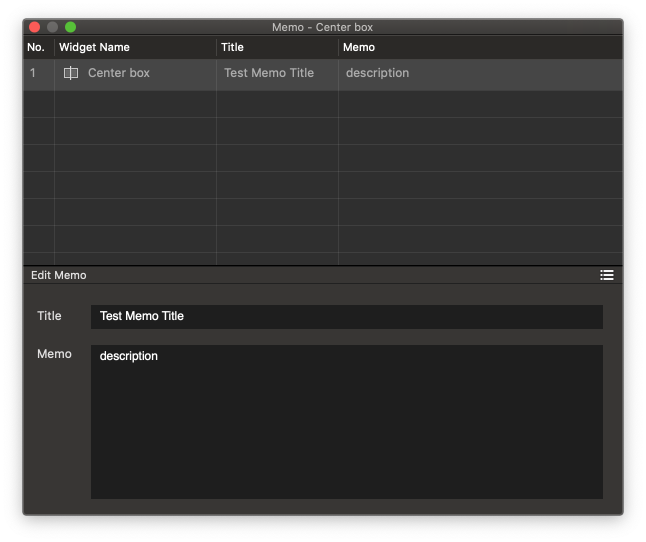 Memo - Center box
No. Widget Name Title Memo
1 Center box Test Memo Title description
Edit Memo
Title Test Memo Title
Memo description